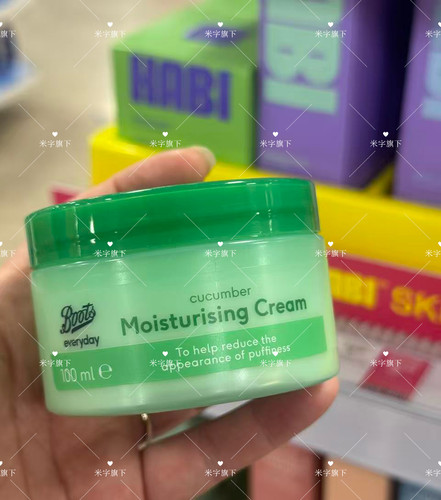 HABI
Boots
everyday
cucumber
Moisturising Cream
To help reduce the
appearance of puffiness
100 ml ℮
SK
米字旗下